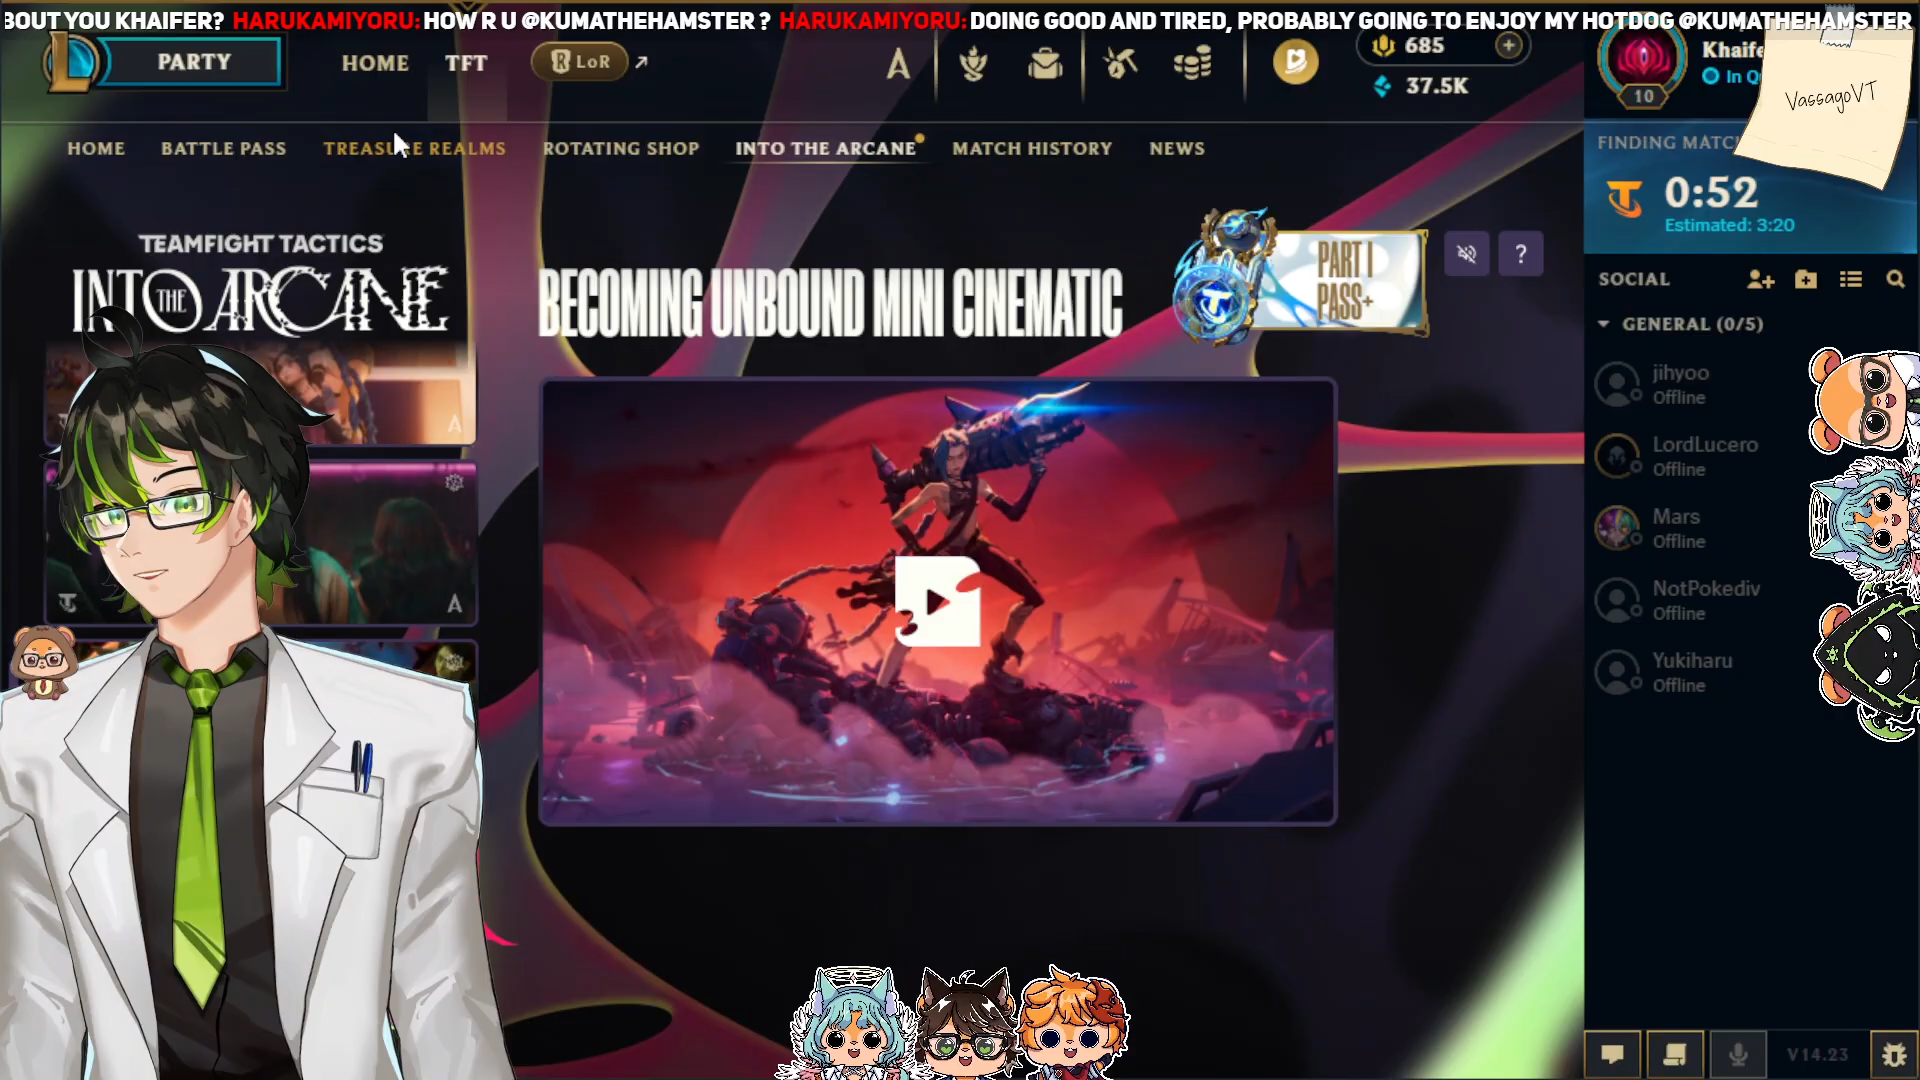 BOUT YOU KHAIFER? HARUKAMIYORU: HOW R U @KUMATHEHAMSTER ? HARUKAMIYORU: DOING GOOD AND TIRED, PROBABLY GOING TO ENJOY MY HOTDOG @KUMATHEHAMSTER
PARTY
HOME
TFT
LoR
685
37.5K
10
In Q
VassagoVT
HOME
BATTLE PASS
TREASURE REALMS
ROTATING SHOP
INTO THE ARCANE
MATCH HISTORY
NEWS
FINDING MATC
0:52
Estimated: 3:20
TEAMFIGHT TACTICS
INTO THE ARCANE
BECOMING UNBOUND MINI CINEMATIC
PART I
PASS+
?
SOCIAL
GENERAL (0/5)
jihyoo
Offline
LordLucero
Offline
Mars
Offline
NotPokediv
Offline
Yukiharu
Offline
V14.23